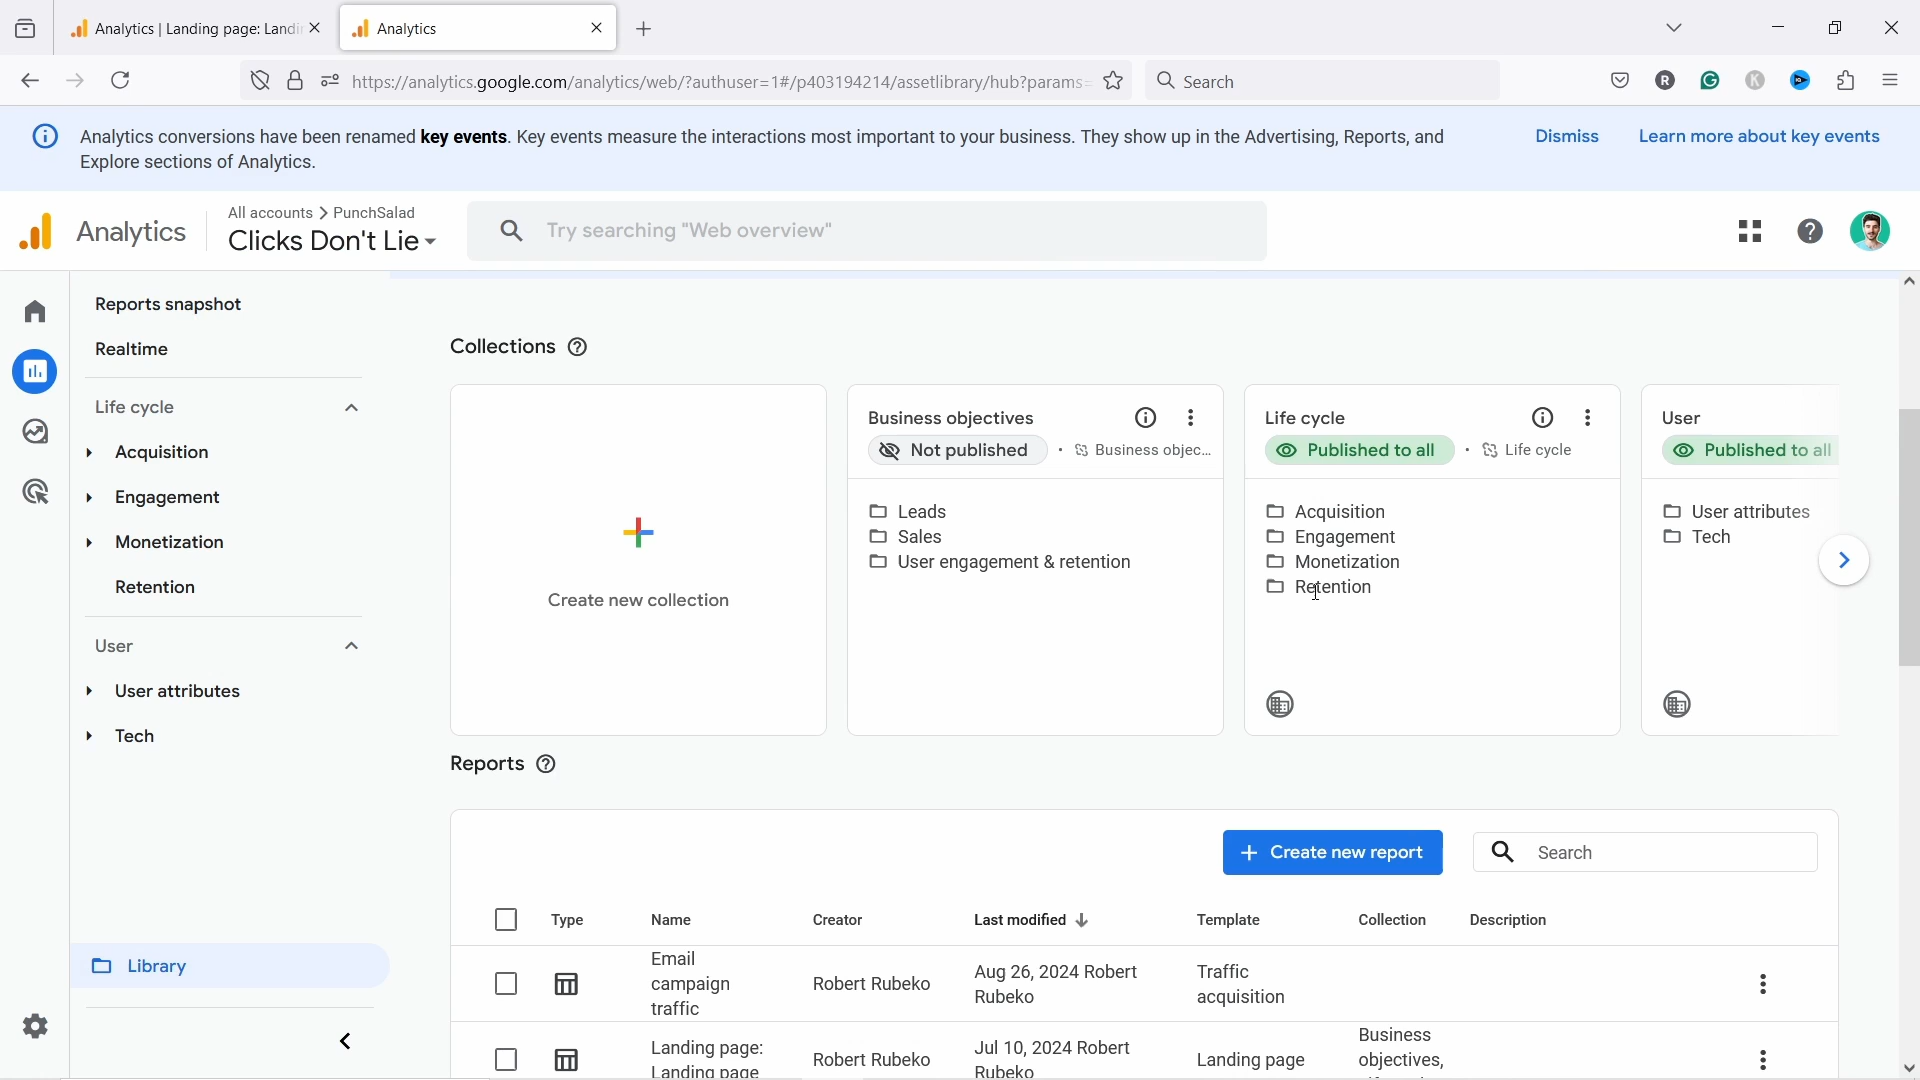 Analytics | Landing page: Landi
Analytics
https://analytics.google.com/analytics/web/?authuser=1#/p403194214/assetlibrary/hub?params=
Search
Analytics conversions have been renamed key events. Key events measure the interactions most important to your business. They show up in the Advertising, Reports, and
Explore sections of Analytics.
Dismiss
Learn more about key events
Analytics
All accounts > PunchSalad
Clicks Don't Lie
Try searching "Web overview"
Reports snapshot
Realtime
Life cycle
Acquisition
Engagement
Monetization
Retention
User
User attributes
Tech
Library
Collections
Create new collection
Business objectives
Not published · Business objec...
Leads
Sales
User engagement & retention
Life cycle
Published to all · Life cycle
Acquisition
Engagement
Monetization
Retention
User
Published to all
User attributes
Tech
Reports
+ Create new report
Search
Type Name Creator Last modified Template Collection Description
Email
campaign
traffic
Robert Rubeko
Aug 26, 2024 Robert
Rubeko
Traffic
acquisition
Landing page:
Landing page
Robert Rubeko
Jul 10, 2024 Robert
Rubeko
Landing page
Business
objectives,